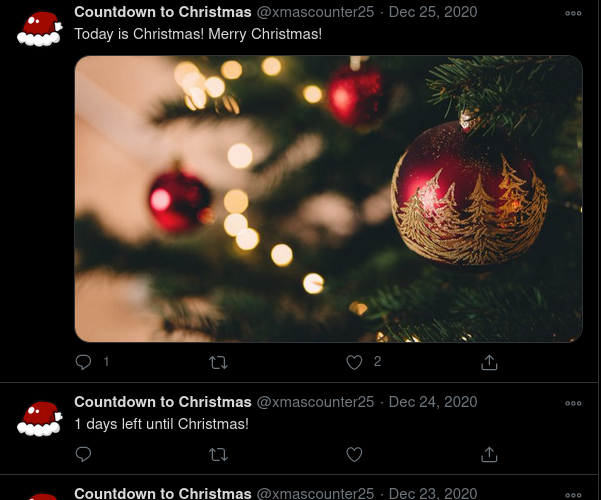 Countdown to Christmas @xmascounter25 · Dec 25, 2020
Today is Christmas! Merry Christmas!
1 2
Countdown to Christmas @xmascounter25 · Dec 24, 2020
1 days left until Christmas!
Countdown to Christmas @xmascounter25 · Dec 23, 2020